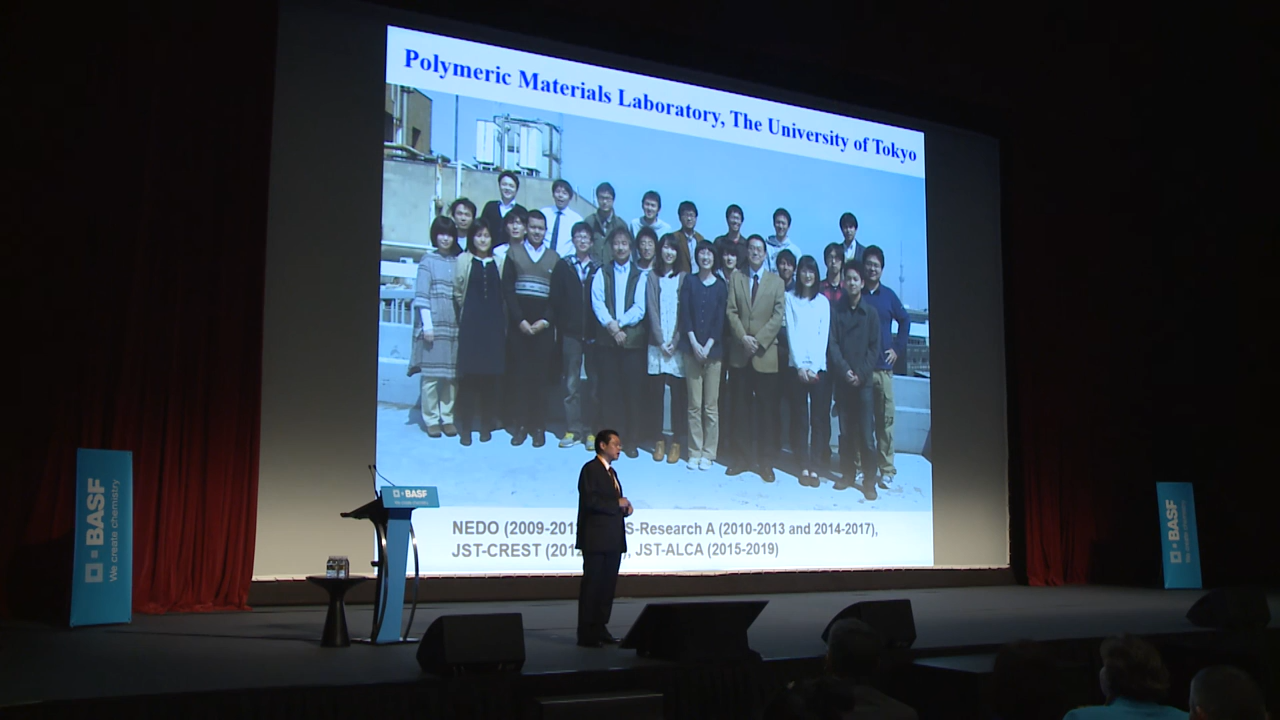 Polymeric Materials Laboratory, The University of Tokyo
BASF
We create chemistry
BASF
We create chemistry
NEDO (2009-201
S-Research A (2010-2013 and 2014-2017),
JST-CREST (201
), JST-ALCA (2015-2019)
BASF
We create chemistry